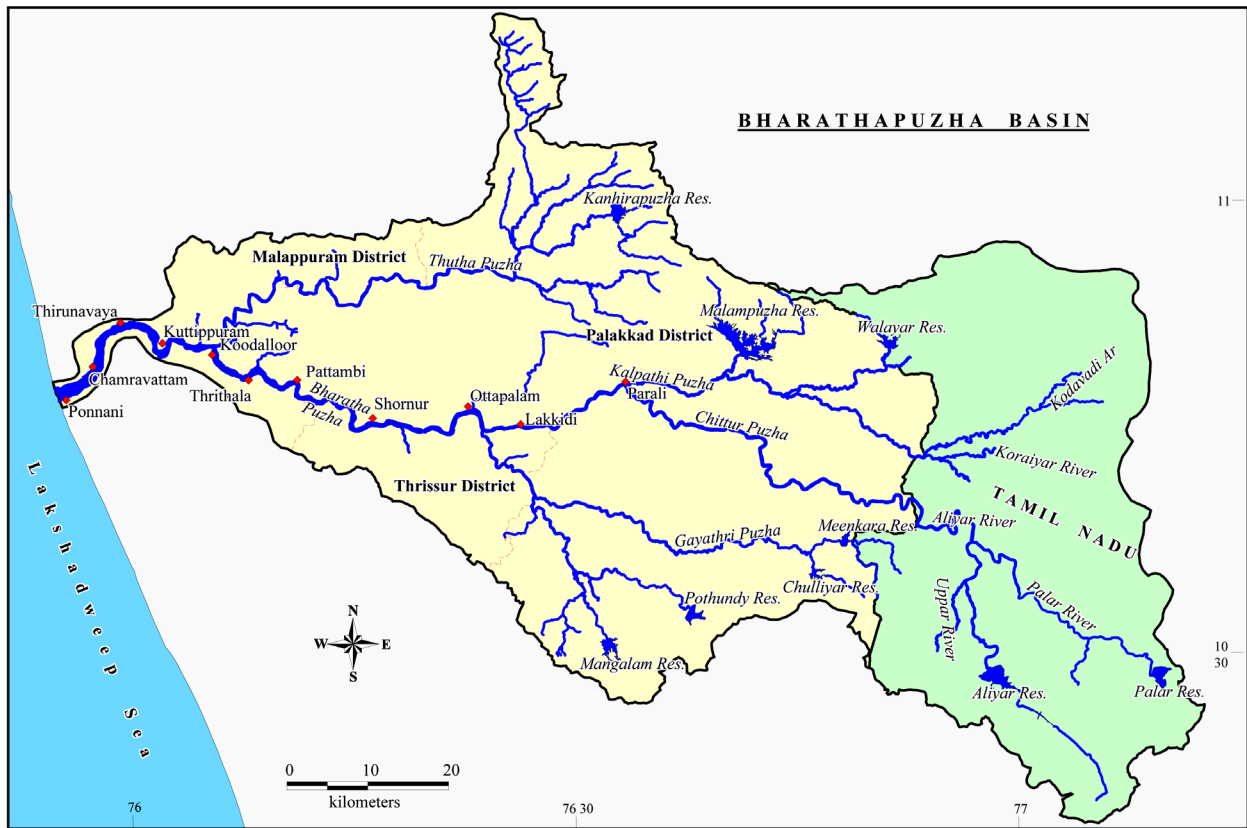 BHARATHAPUZHA BASIN
Kanhirapuzha Res.
11
Malappuram District
Thutha Puzha
Thirunavaya
Malampuzha Res.
Walayar Res.
Kuttippuram
Palakkad District
Koodalloor
Kodavadi Ar
Chamravattam
Pattambi
Kalpathi Puzha
Thrithala
Parali
Ponnani
Bharatha
Puzha
Shornur
Ottapalam
Lakkidi
Chittur Puzha
Koraiyar River
Thrissur District
TAMIL NADU
Aliyar River
Meenkara Res.
Gayathri Puzha
Lakshadweep Sea
Chulliyar Res.
Pothundy Res.
Uppar River
Palar River
N
W
E
S
Mangalam Res.
10
30
Aliyar Res.
Palar Res.
0
10
20
kilometers
76
76 30
77